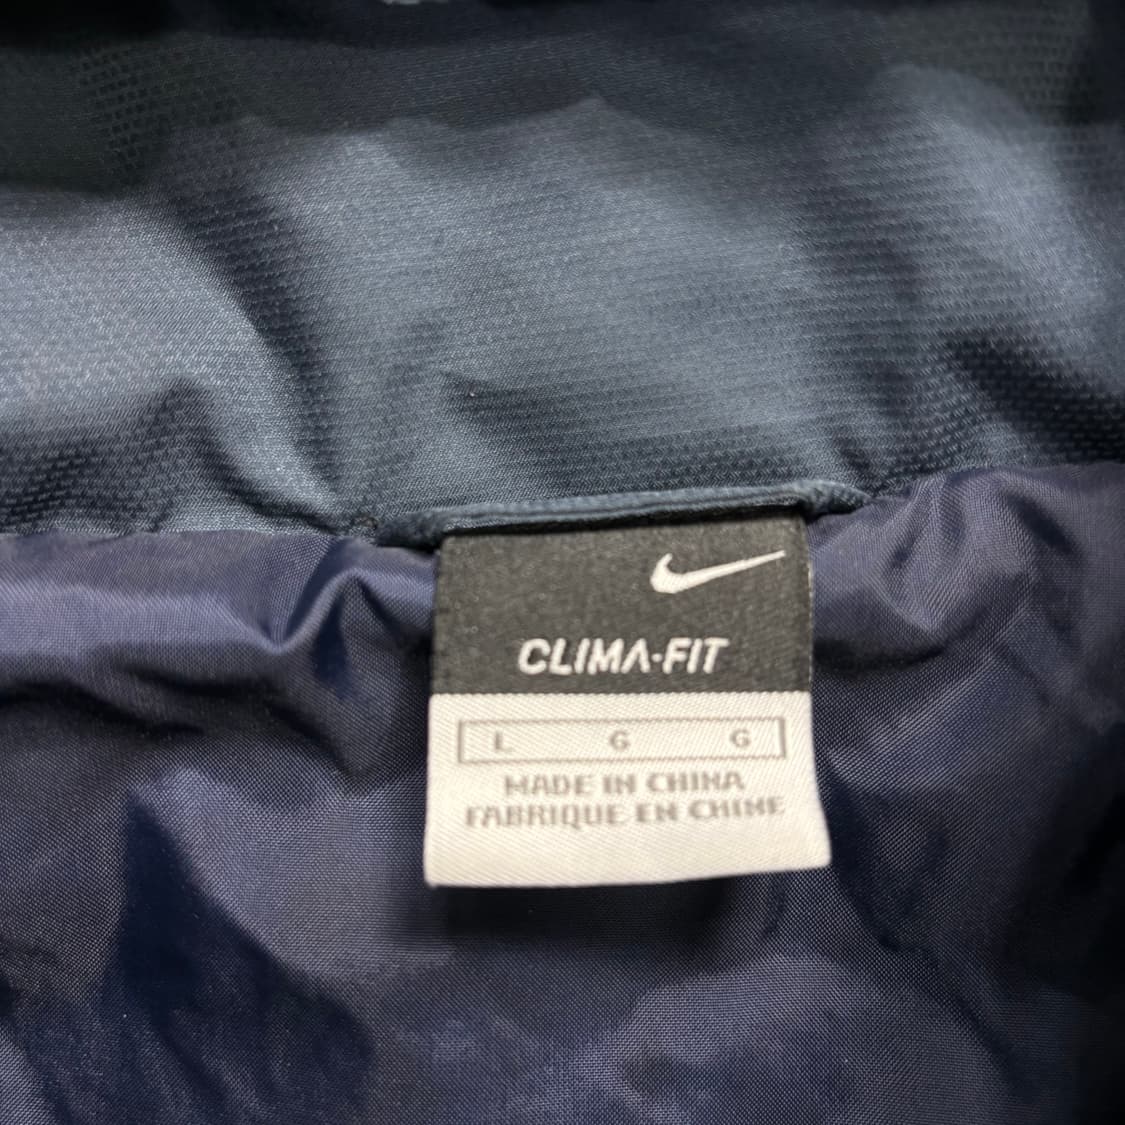 CLIMA-FIT
L G G
MADE IN CHINA
FABRIQUE EN CHINE